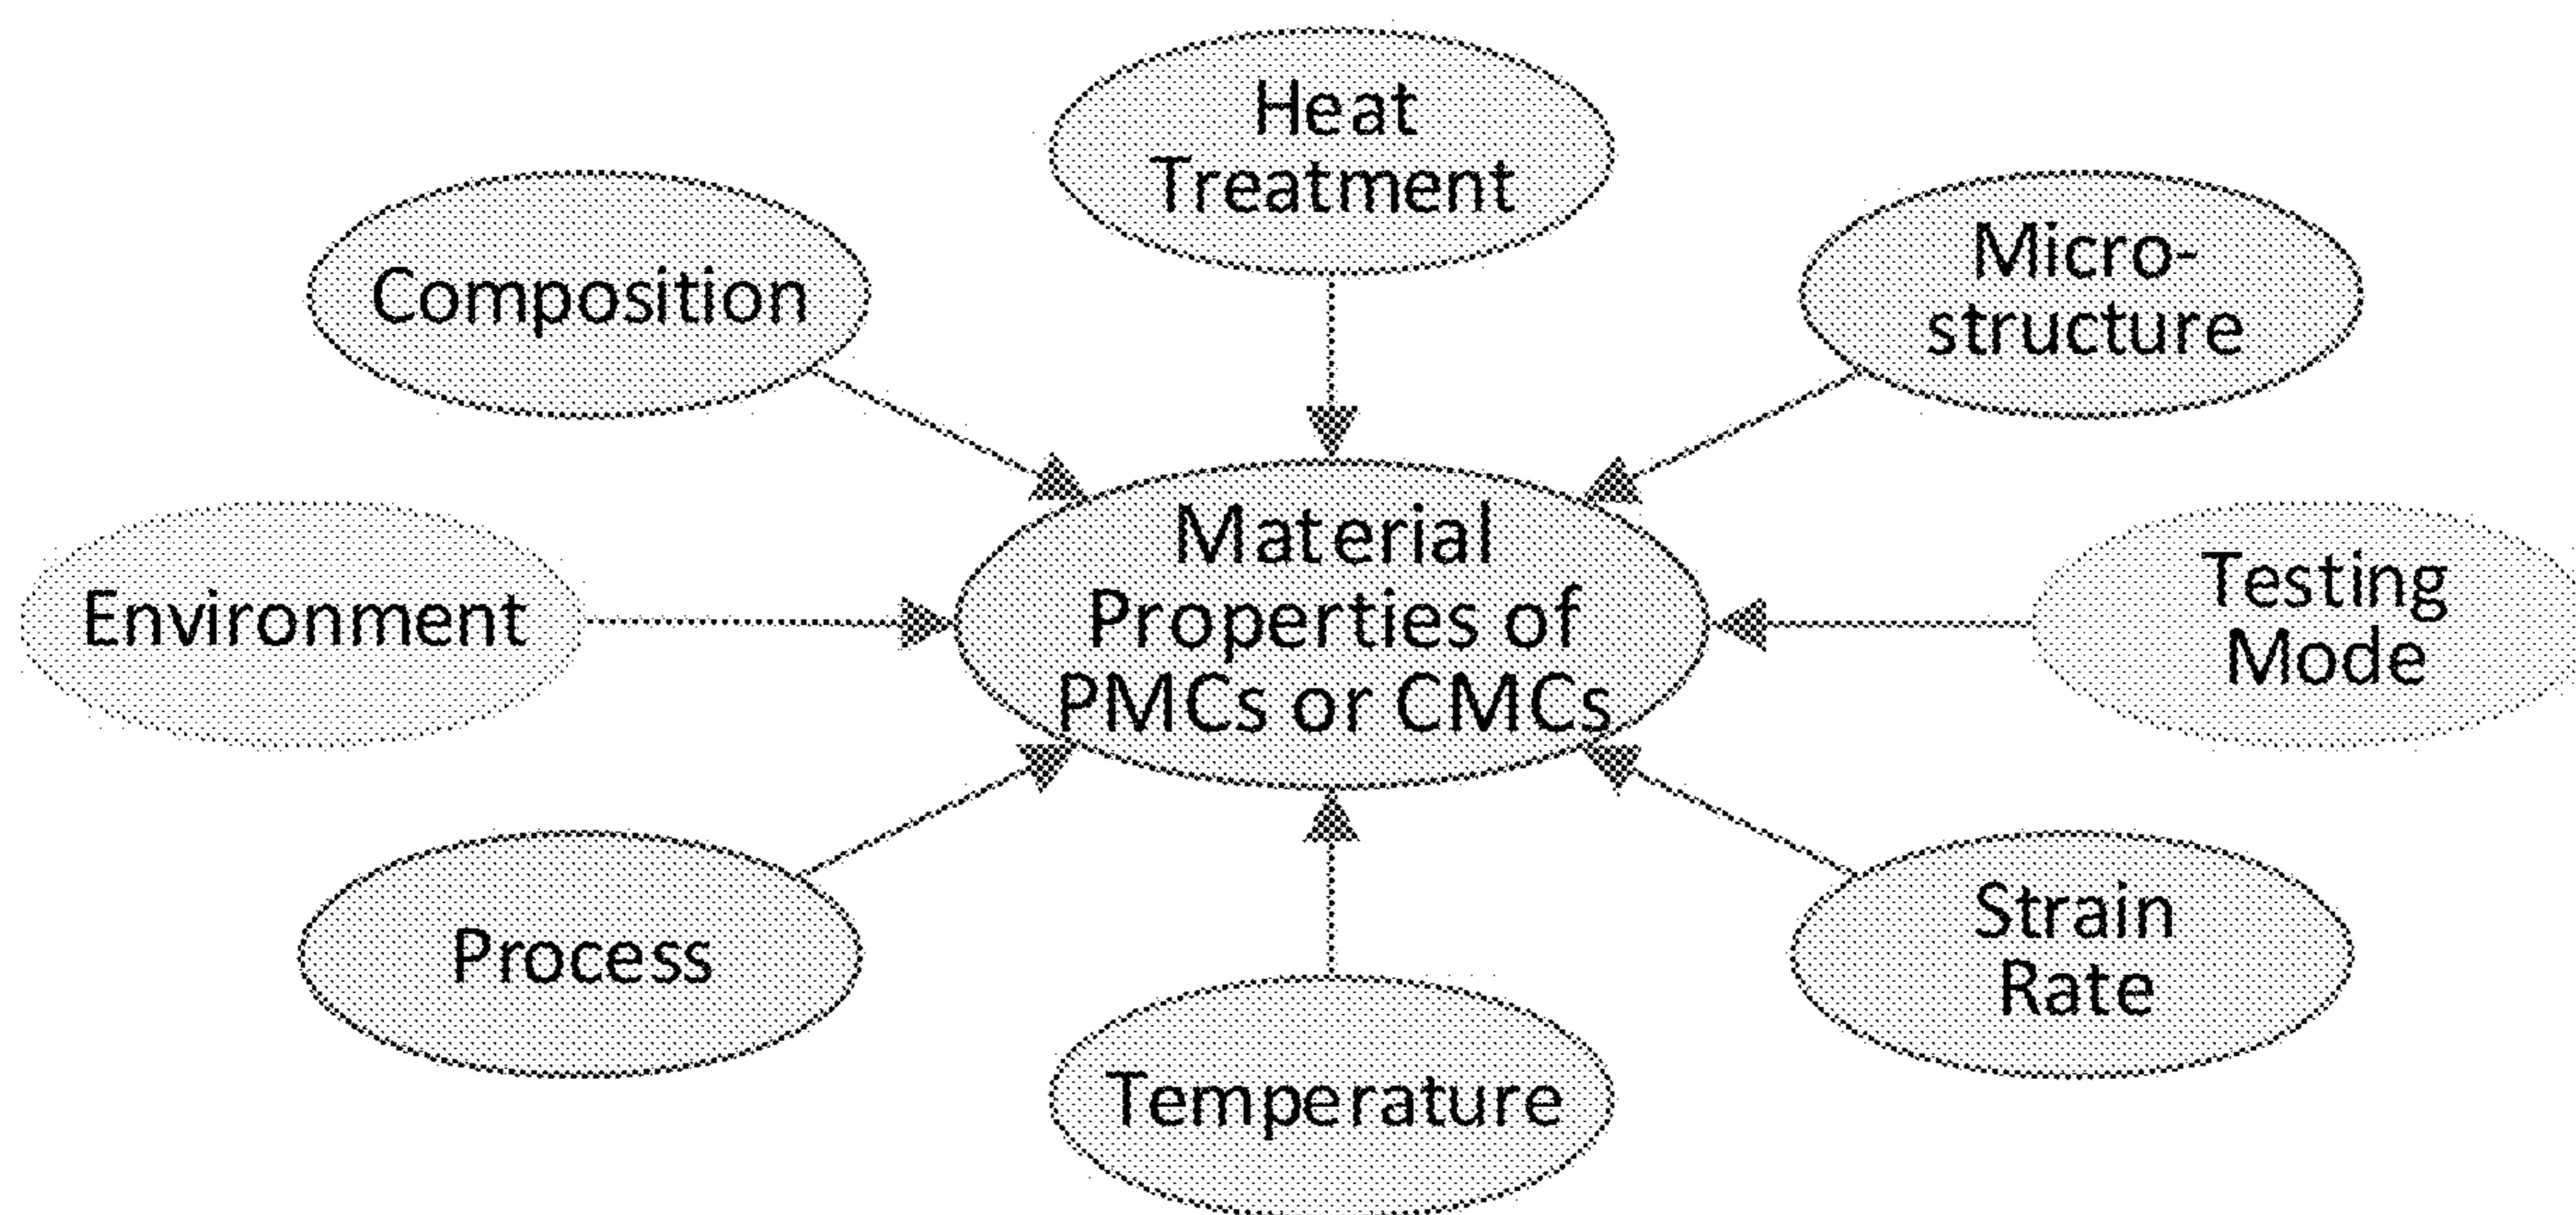 Heat
Treatment
Composition
Micro-
structure
Environment
Material
Properties of
PMCs or CMCs
Testing
Mode
Process
Strain
Rate
Temperature